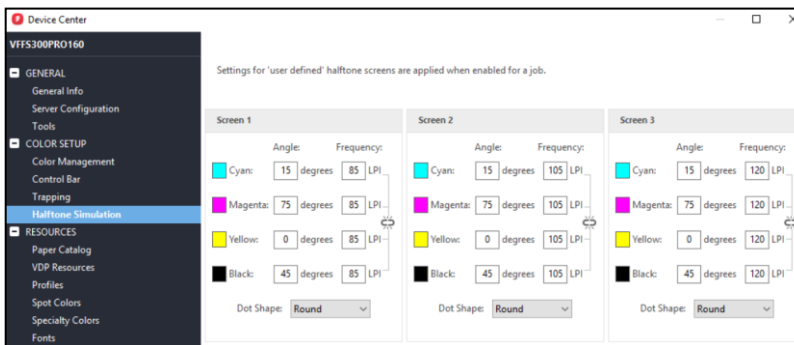 Device Center
VFFS300PRO160
GENERAL
General Info
Server Configuration
Tools
COLOR SETUP
Color Management
Control Bar
Trapping
Halftone Simulation
RESOURCES
Paper Catalog
VDP Resources
Profiles
Spot Colors
Specialty Colors
Fonts
Settings for 'user defined' halftone screens are applied when enabled for a job.
Screen 1
Angle: Frequency:
Cyan: 15 degrees 85 LPI
Magenta: 75 degrees 85 LPI
Yellow: 0 degrees 85 LPI
Black: 45 degrees 85 LPI
Dot Shape: Round
Screen 2
Angle: Frequency:
Cyan: 15 degrees 105 LPI
Magenta: 75 degrees 105 LPI
Yellow: 0 degrees 105 LPI
Black: 45 degrees 105 LPI
Dot Shape: Round
Screen 3
Angle: Frequency:
Cyan: 15 degrees 120 LPI
Magenta: 75 degrees 120 LPI
Yellow: 0 degrees 120 LPI
Black: 45 degrees 120 LPI
Dot Shape: Round